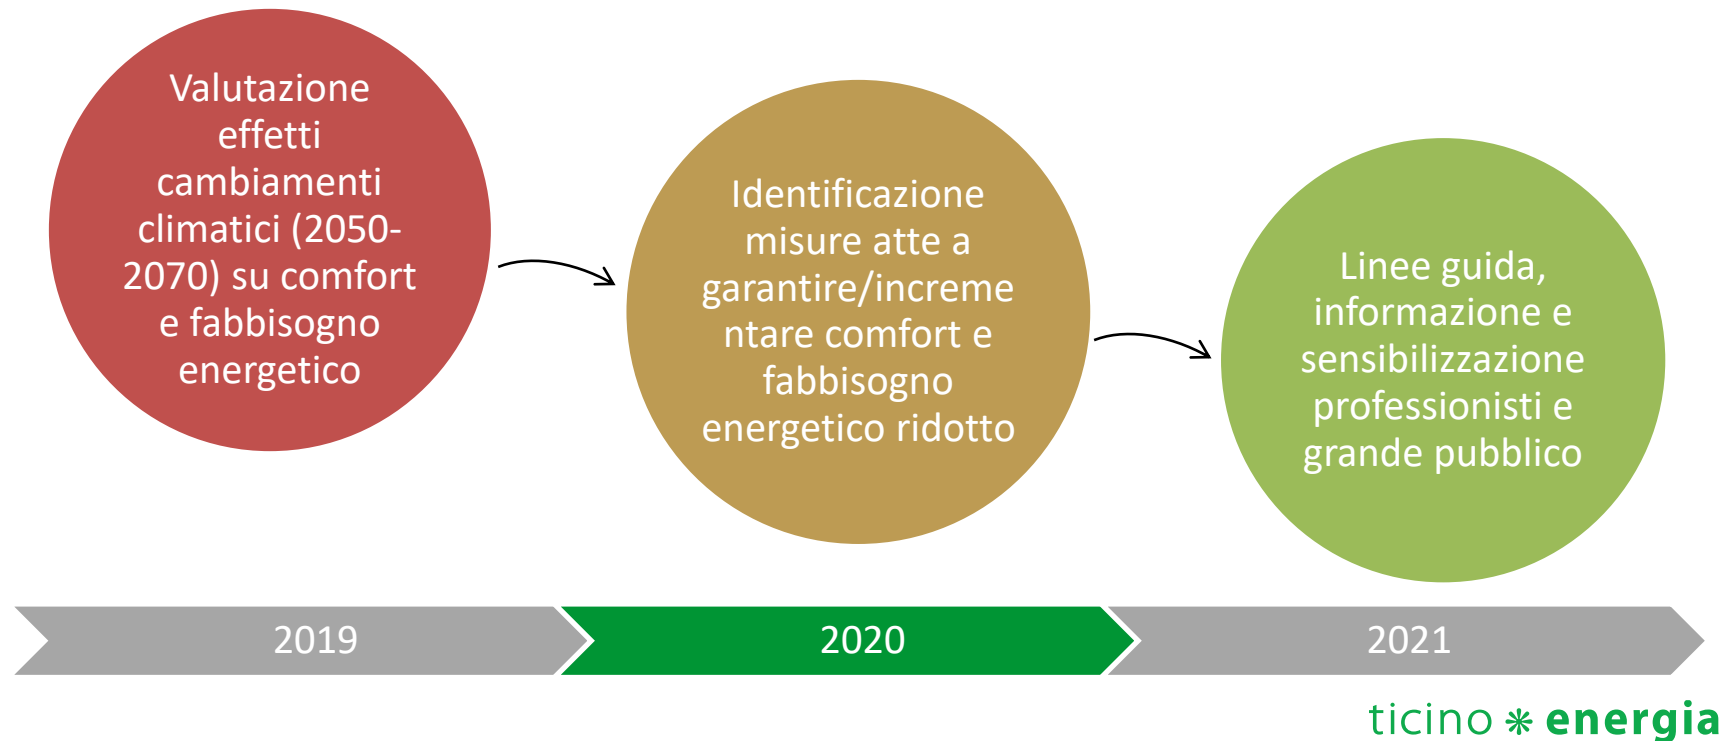 Valutazione
effetti
cambiamenti
climatici (2050-
2070) su comfort
e fabbisogno
energetico
Identificazione
misure atte a
garantire/increme
ntare comfort e
fabbisogno
energetico ridotto
Linee guida,
informazione e
sensibilizzazione
professionisti e
grande pubblico
2019
2020
2021
ticino energia